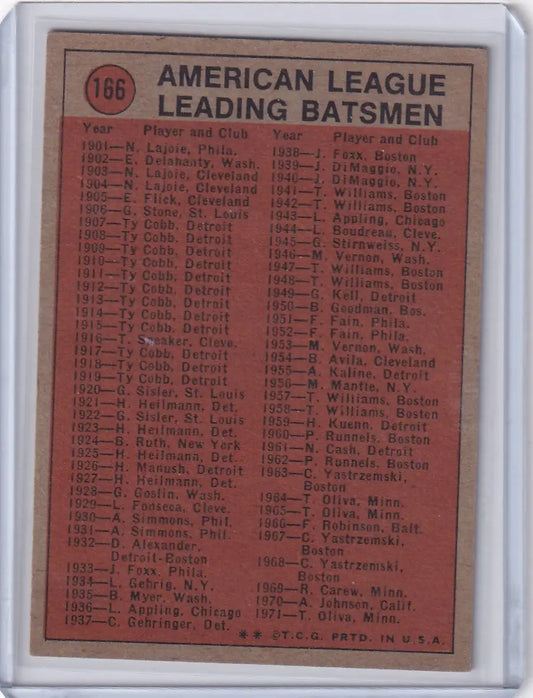 166
AMERICAN LEAGUE
LEADING BATSMEN
Year Player and Club
1901—N. Lajoie, Phila.
1902—E. Delahanty, Wash.
1903—N. Lajoie, Cleveland
1904—N. Lajoie, Cleveland
1905—E. Flick, Cleveland
1906—G. Stone, St. Louis
1907—Ty Cobb, Detroit
1908—Ty Cobb, Detroit
1909—Ty Cobb, Detroit
1910—Ty Cobb, Detroit
1911—Ty Cobb, Detroit
1912—Ty Cobb, Detroit
1913—Ty Cobb, Detroit
1914—Ty Cobb, Detroit
1915—Ty Cobb, Detroit
1916—T. Speaker, Cleve.
1917—Ty Cobb, Detroit
1918—Ty Cobb, Detroit
1919—Ty Cobb, Detroit
1920—G. Sisler, St. Louis
1921—H. Heilmann, Det.
1922—G. Sisler, St. Louis
1923—H. Heilmann, Det.
1924—B. Ruth, New York
1925—H. Heilmann, Det.
1926—H. Manush, Detroit
1927—H. Heilmann, Det.
1928—G. Goslin, Wash.
1929—L. Fonseca, Cleve.
1930—A. Simmons, Phil.
1931—A. Simmons, Phil.
1932—D. Alexander,
Detroit-Boston
1933—J. Foxx, Phila.
1934—L. Gehrig, N.Y.
1935—B. Myer, Wash.
1936—L. Appling, Chicago
1937—C. Gehringer, Det.
Year Player and Club
1938—J. Foxx, Boston
1939—J. DiMaggio, N.Y.
1940—J. DiMaggio, N.Y.
1941—T. Williams, Boston
1942—T. Williams, Boston
1943—L. Appling, Chicago
1944—L. Boudreau, Cleve.
1945—G. Stirnweiss, N.Y.
1946—M. Vernon, Wash.
1947—T. Williams, Boston
1948—T. Williams, Boston
1949—G. Kell, Detroit
1950—B. Goodman, Bos.
1951—F. Fain, Phila.
1952—F. Fain, Phila.
1953—M. Vernon, Wash.
1954—B. Avila, Cleveland
1955—A. Kaline, Detroit
1956—M. Mantle, N.Y.
1957—T. Williams, Boston
1958—T. Williams, Boston
1959—H. Kuenn, Detroit
1960—P. Runnels, Boston
1961—N. Cash, Detroit
1962—P. Runnels, Boston
1963—C. Yastrzemski,
Boston
1964—T. Oliva, Minn.
1965—T. Oliva, Minn.
1966—F. Robinson, Balt.
1967—C. Yastrzemski,
Boston
1968—C. Yastrzemski,
Boston
1969—R. Carew, Minn.
1970—A. Johnson, Calif.
1971—T. Oliva, Minn.
** ©T.C.G. PRTD. IN U.S.A.